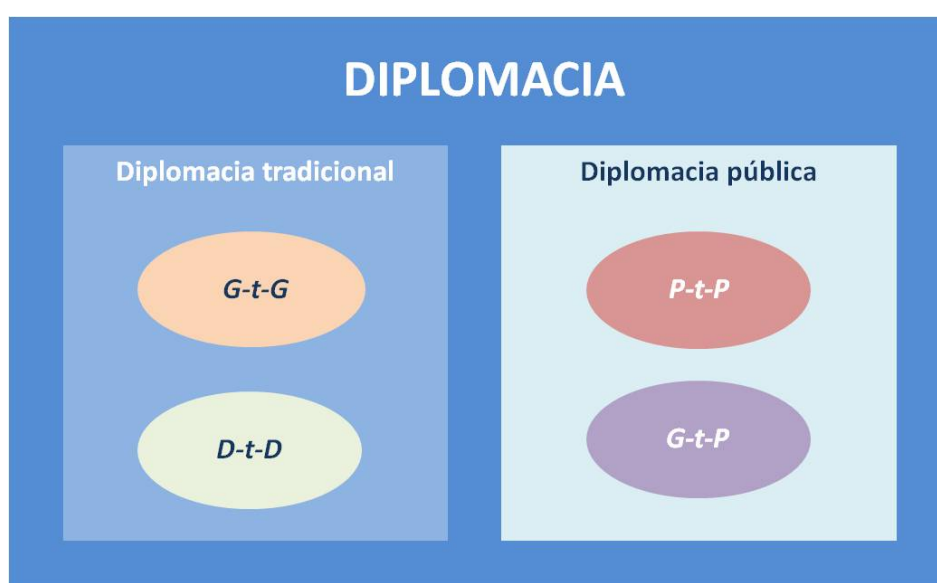 DIPLOMACIA
Diplomacia tradicional
G-t-G
D-t-D
Diplomacia pública
P-t-P
G-t-P